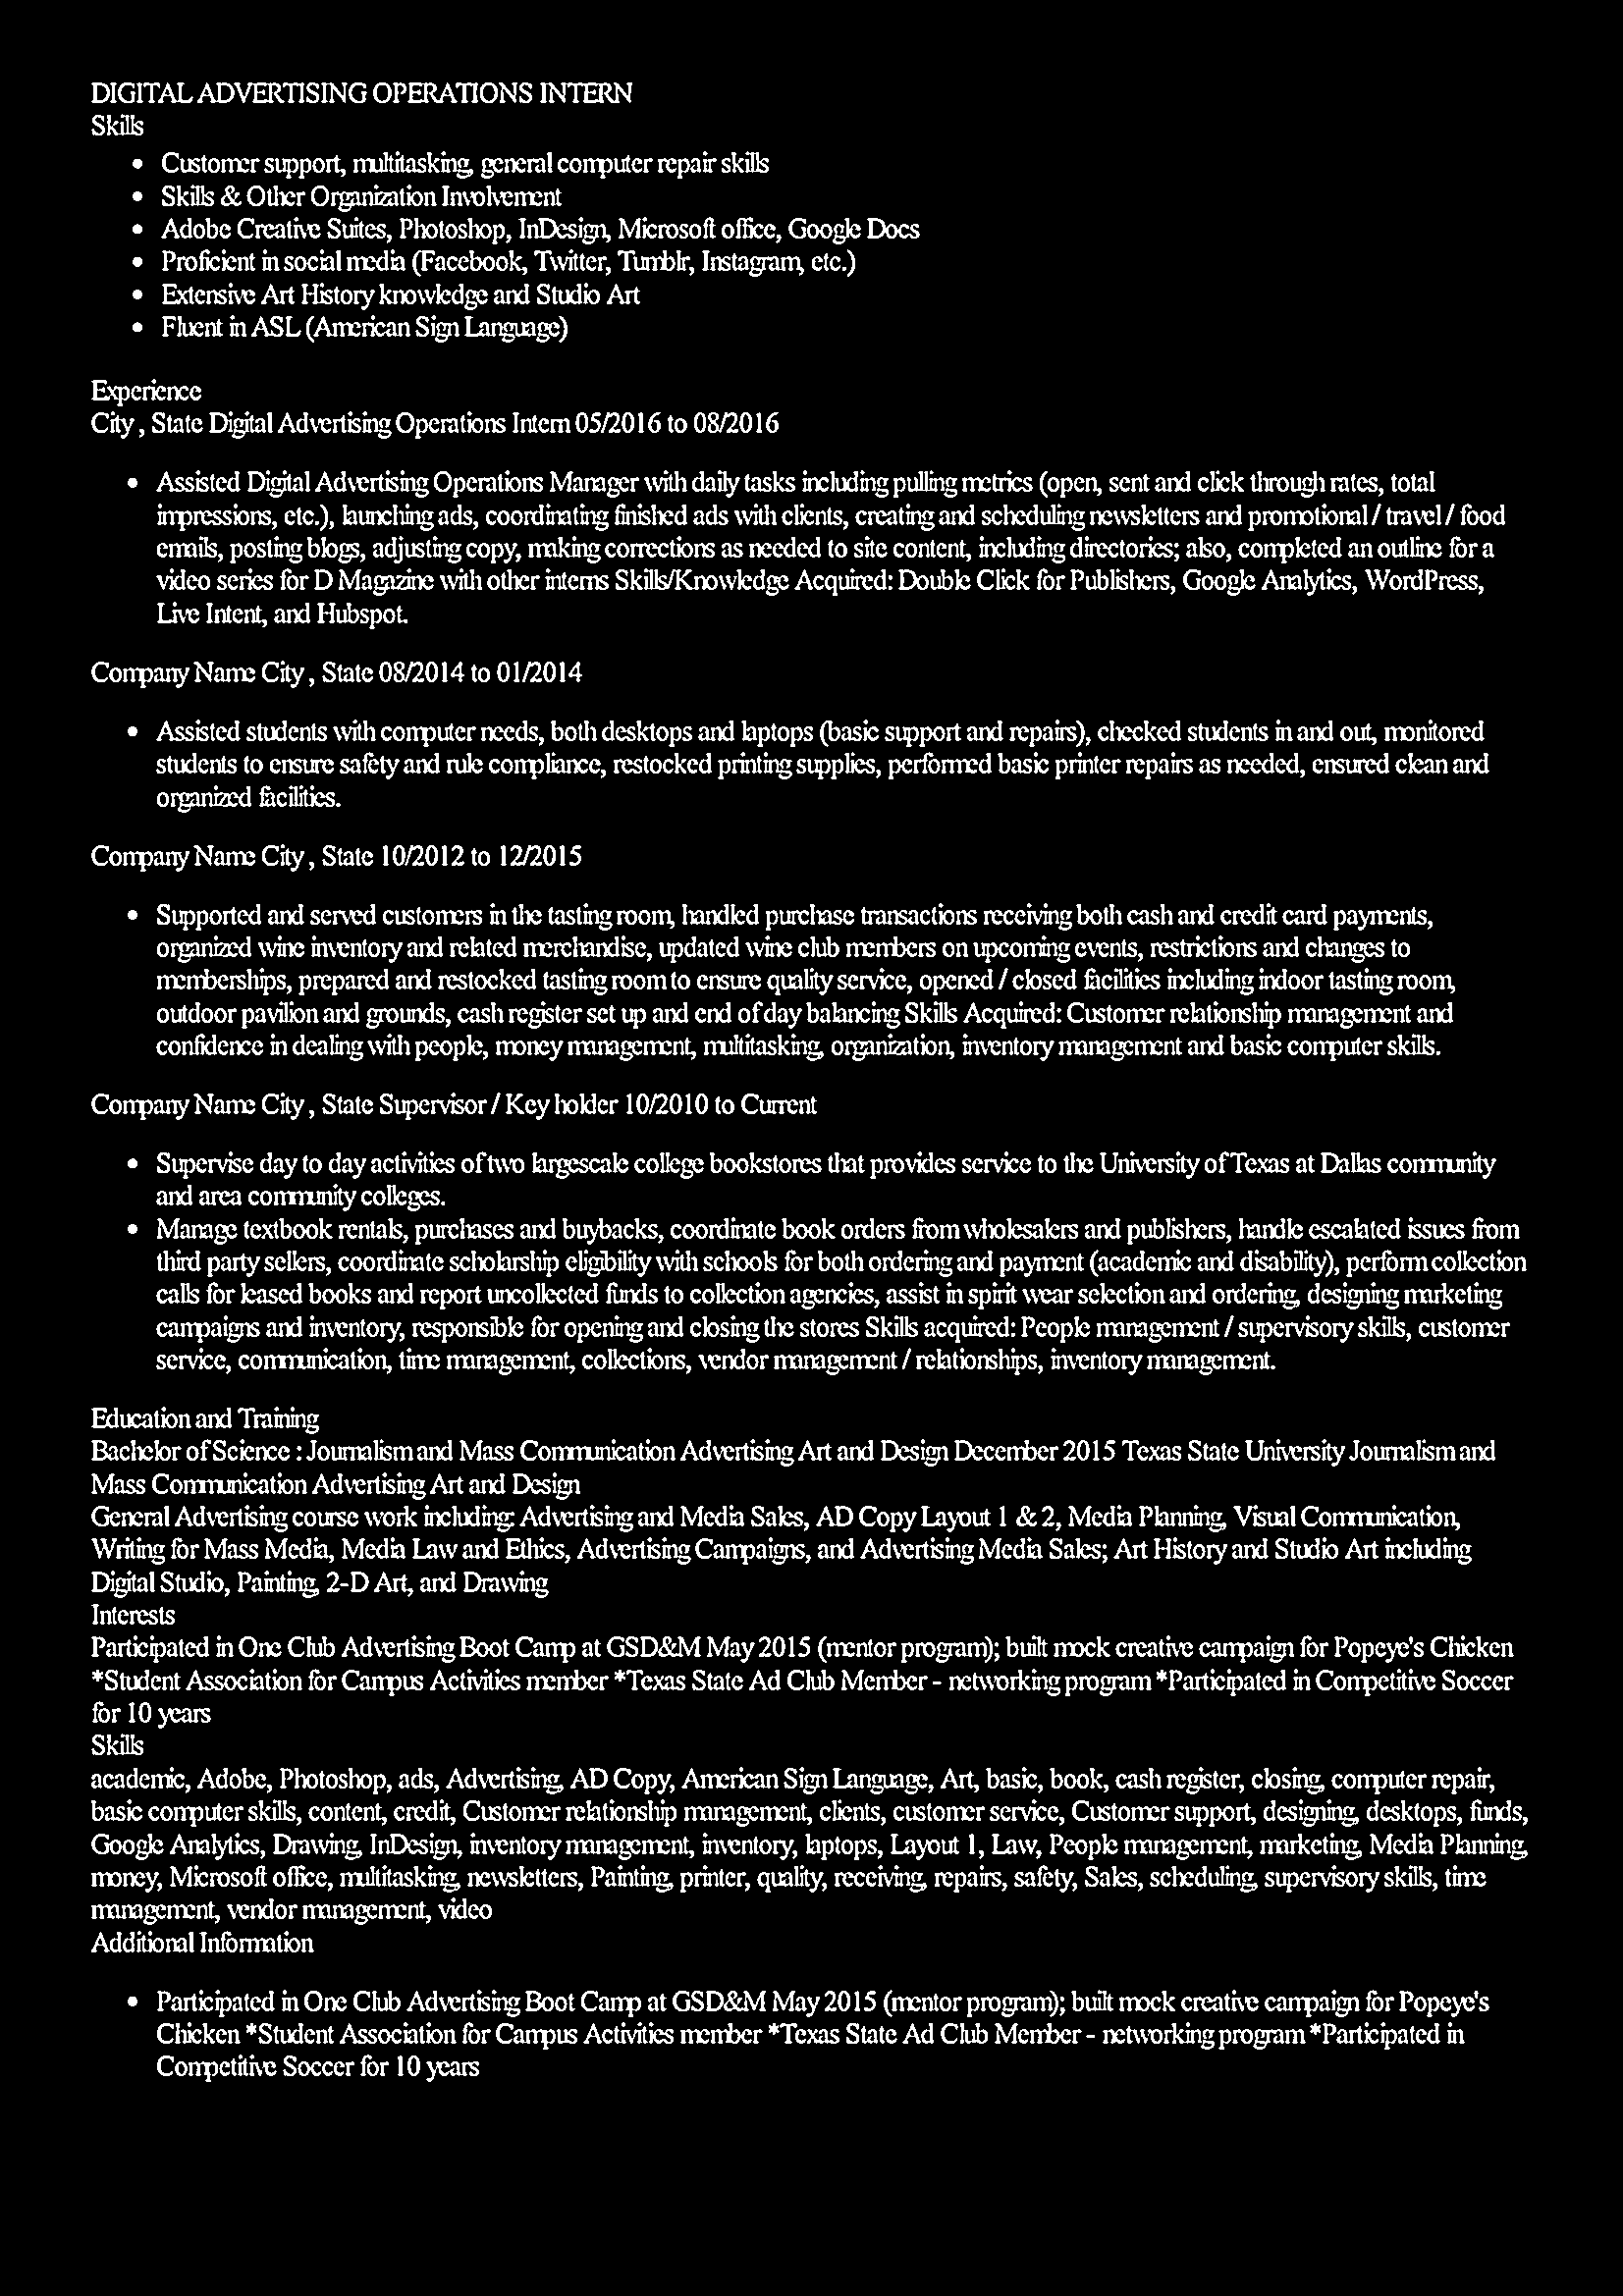 DIGITAL ADVERTISING OPERATIONS INTERN
Skills
• Customer support, multitasking, general computer repair skills
• Skills & Other Organization Involvement
• Adobe Creative Suites, Photoshop, InDesign, Microsoft office, Google Docs
• Proficient in social media (Facebook, Twitter, Tumblr, Instagram, etc.)
• Extensive Art History knowledge and Studio Art
• Fluent in ASL (American Sign Language)
Experience
City , State Digital Advertising Operations Intern 05/2016 to 08/2016
• Assisted Digital Advertising Operations Manager with daily tasks including pulling metrics (open, sent and click through rates, total
impressions, etc.), launching ads, coordinating finished ads with clients, creating and scheduling newsletters and promotional / travel / food
emails, posting blogs, adjusting copy, making corrections as needed to site content, including directories; also, completed an outline for a
video series for D Magazine with other interns Skills/Knowledge Acquired: Double Click for Publishers, Google Analytics, WordPress,
Live Intent, and Hubspot.
Company Name City , State 08/2014 to 01/2014
• Assisted students with computer needs, both desktops and laptops (basic support and repairs), checked students in and out, monitored
students to ensure safety and rule compliance, restocked printing supplies, performed basic printer repairs as needed, ensured clean and
organized facilities.
Company Name City , State 10/2012 to 12/2015
• Supported and served customers in the tasting room, handled purchase transactions receiving both cash and credit card payments,
organized wine inventory and related merchandise, updated wine club members on upcoming events, restrictions and changes to
memberships, prepared and restocked tasting room to ensure quality service, opened / closed facilities including indoor tasting room,
outdoor pavilion and grounds, cash register set up and end of day balancing Skills Acquired: Customer relationship management and
confidence in dealing with people, money management, multitasking, organization, inventory management and basic computer skills.
Company Name City , State Supervisor / Key holder 10/2010 to Current
• Supervise day to day activities of two largescale college bookstores that provides service to the University of Texas at Dallas community
and area community colleges.
• Manage textbook rentals, purchases and buybacks, coordinate book orders from wholesalers and publishers, handle escalated issues from
third party sellers, coordinate scholarship eligibility with schools for both ordering and payment (academic and disability), perform collection
calls for leased books and report uncollected funds to collection agencies, assist in spirit wear selection and ordering, designing marketing
campaigns and inventory, responsible for opening and closing the stores Skills acquired: People management / supervisory skills, customer
service, communication, time management, collections, vendor management / relationships, inventory management.
Education and Training
Bachelor of Science : Journalism and Mass Communication Advertising Art and Design December 2015 Texas State University Journalism and
Mass Communication Advertising Art and Design
General Advertising course work including: Advertising and Media Sales, AD Copy Layout 1 & 2, Media Planning, Visual Communication,
Writing for Mass Media, Media Law and Ethics, Advertising Campaigns, and Advertising Media Sales; Art History and Studio Art including
Digital Studio, Painting, 2-D Art, and Drawing
Interests
Participated in One Club Advertising Boot Camp at GSD&M May 2015 (mentor program); built mock creative campaign for Popeye's Chicken
*Student Association for Campus Activities member *Texas State Ad Club Member - networking program *Participated in Competitive Soccer
for 10 years
Skills
academic, Adobe, Photoshop, ads, Advertising, AD Copy, American Sign Language, Art, basic, book, cash register, closing, computer repair,
basic computer skills, content, credit, Customer relationship management, clients, customer service, Customer support, designing, desktops, funds,
Google Analytics, Drawing, InDesign, inventory management, inventory, laptops, Layout 1, Law, People management, marketing, Media Planning,
money, Microsoft office, multitasking, newsletters, Painting, printer, quality, receiving, repairs, safety, Sales, scheduling, supervisory skills, time
management, vendor management, video
Additional Information
• Participated in One Club Advertising Boot Camp at GSD&M May 2015 (mentor program); built mock creative campaign for Popeye's
Chicken *Student Association for Campus Activities member *Texas State Ad Club Member - networking program *Participated in
Competitive Soccer for 10 years